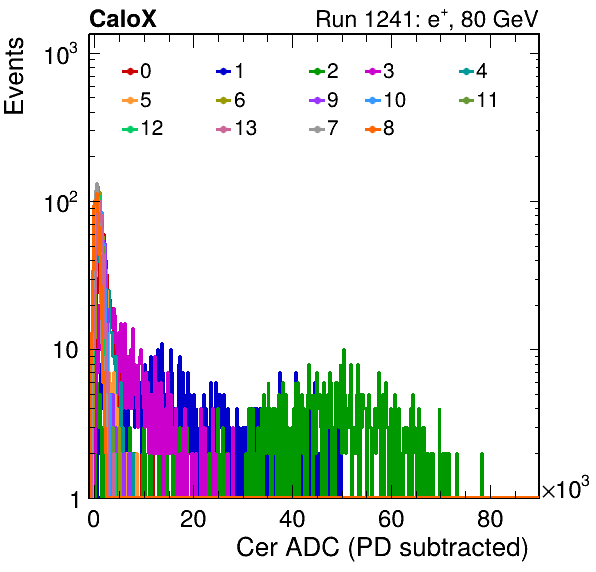 CaloX Run 1241: e⁺, 80 GeV
Events
10³
0 1 2 3 4
5 6 9 10 11
12 13 7 8
10²
10
1
0 20 40 60 80 ×10³
Cer ADC (PD subtracted)